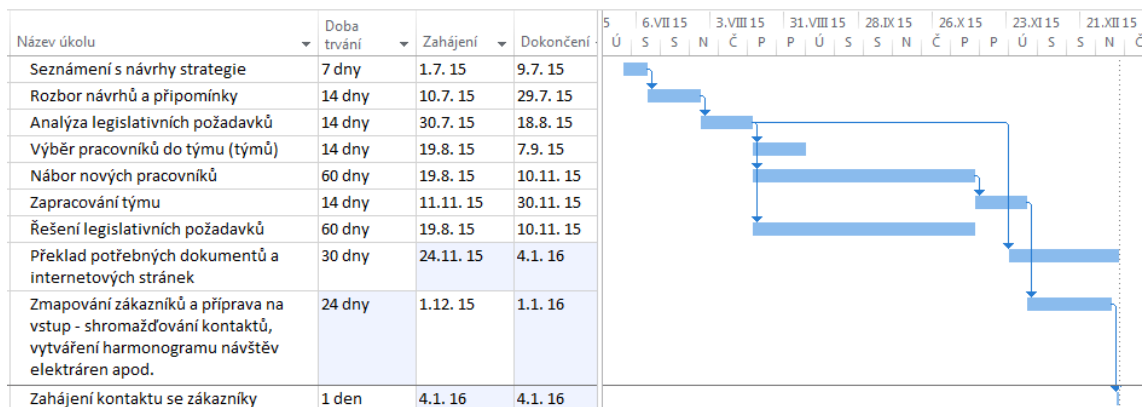 Název úkolu Doba trvání Zahájení Dokončení
5 6.VII 15 3.VIII 15 31.VIII 15 28.IX 15 26.X 15 23.XI 15 21.XII 15
Ú S S N Č P P Ú S S N Č P P Ú S S N Č
Seznámení s návrhy strategie 7 dny 1.7. 15 9.7. 15
Rozbor návrhů a připomínky 14 dny 10.7. 15 29.7. 15
Analýza legislativních požadavků 14 dny 30.7. 15 18.8. 15
Výběr pracovníků do týmu (týmů) 14 dny 19.8. 15 7.9. 15
Nábor nových pracovníků 60 dny 19.8. 15 10.11. 15
Zapracování týmu 14 dny 11.11. 15 30.11. 15
Řešení legislativních požadavků 60 dny 19.8. 15 10.11. 15
Překlad potřebných dokumentů a 30 dny 24.11. 15 4.1. 16
internetových stránek
Zmapování zákazníků a příprava na 24 dny 1.12. 15 1.1. 16
vstup - shromažďování kontaktů,
vytváření harmonogramu návštěv
elektráren apod.
Zahájení kontaktu se zákazníky 1 den 4.1. 16 4.1. 16